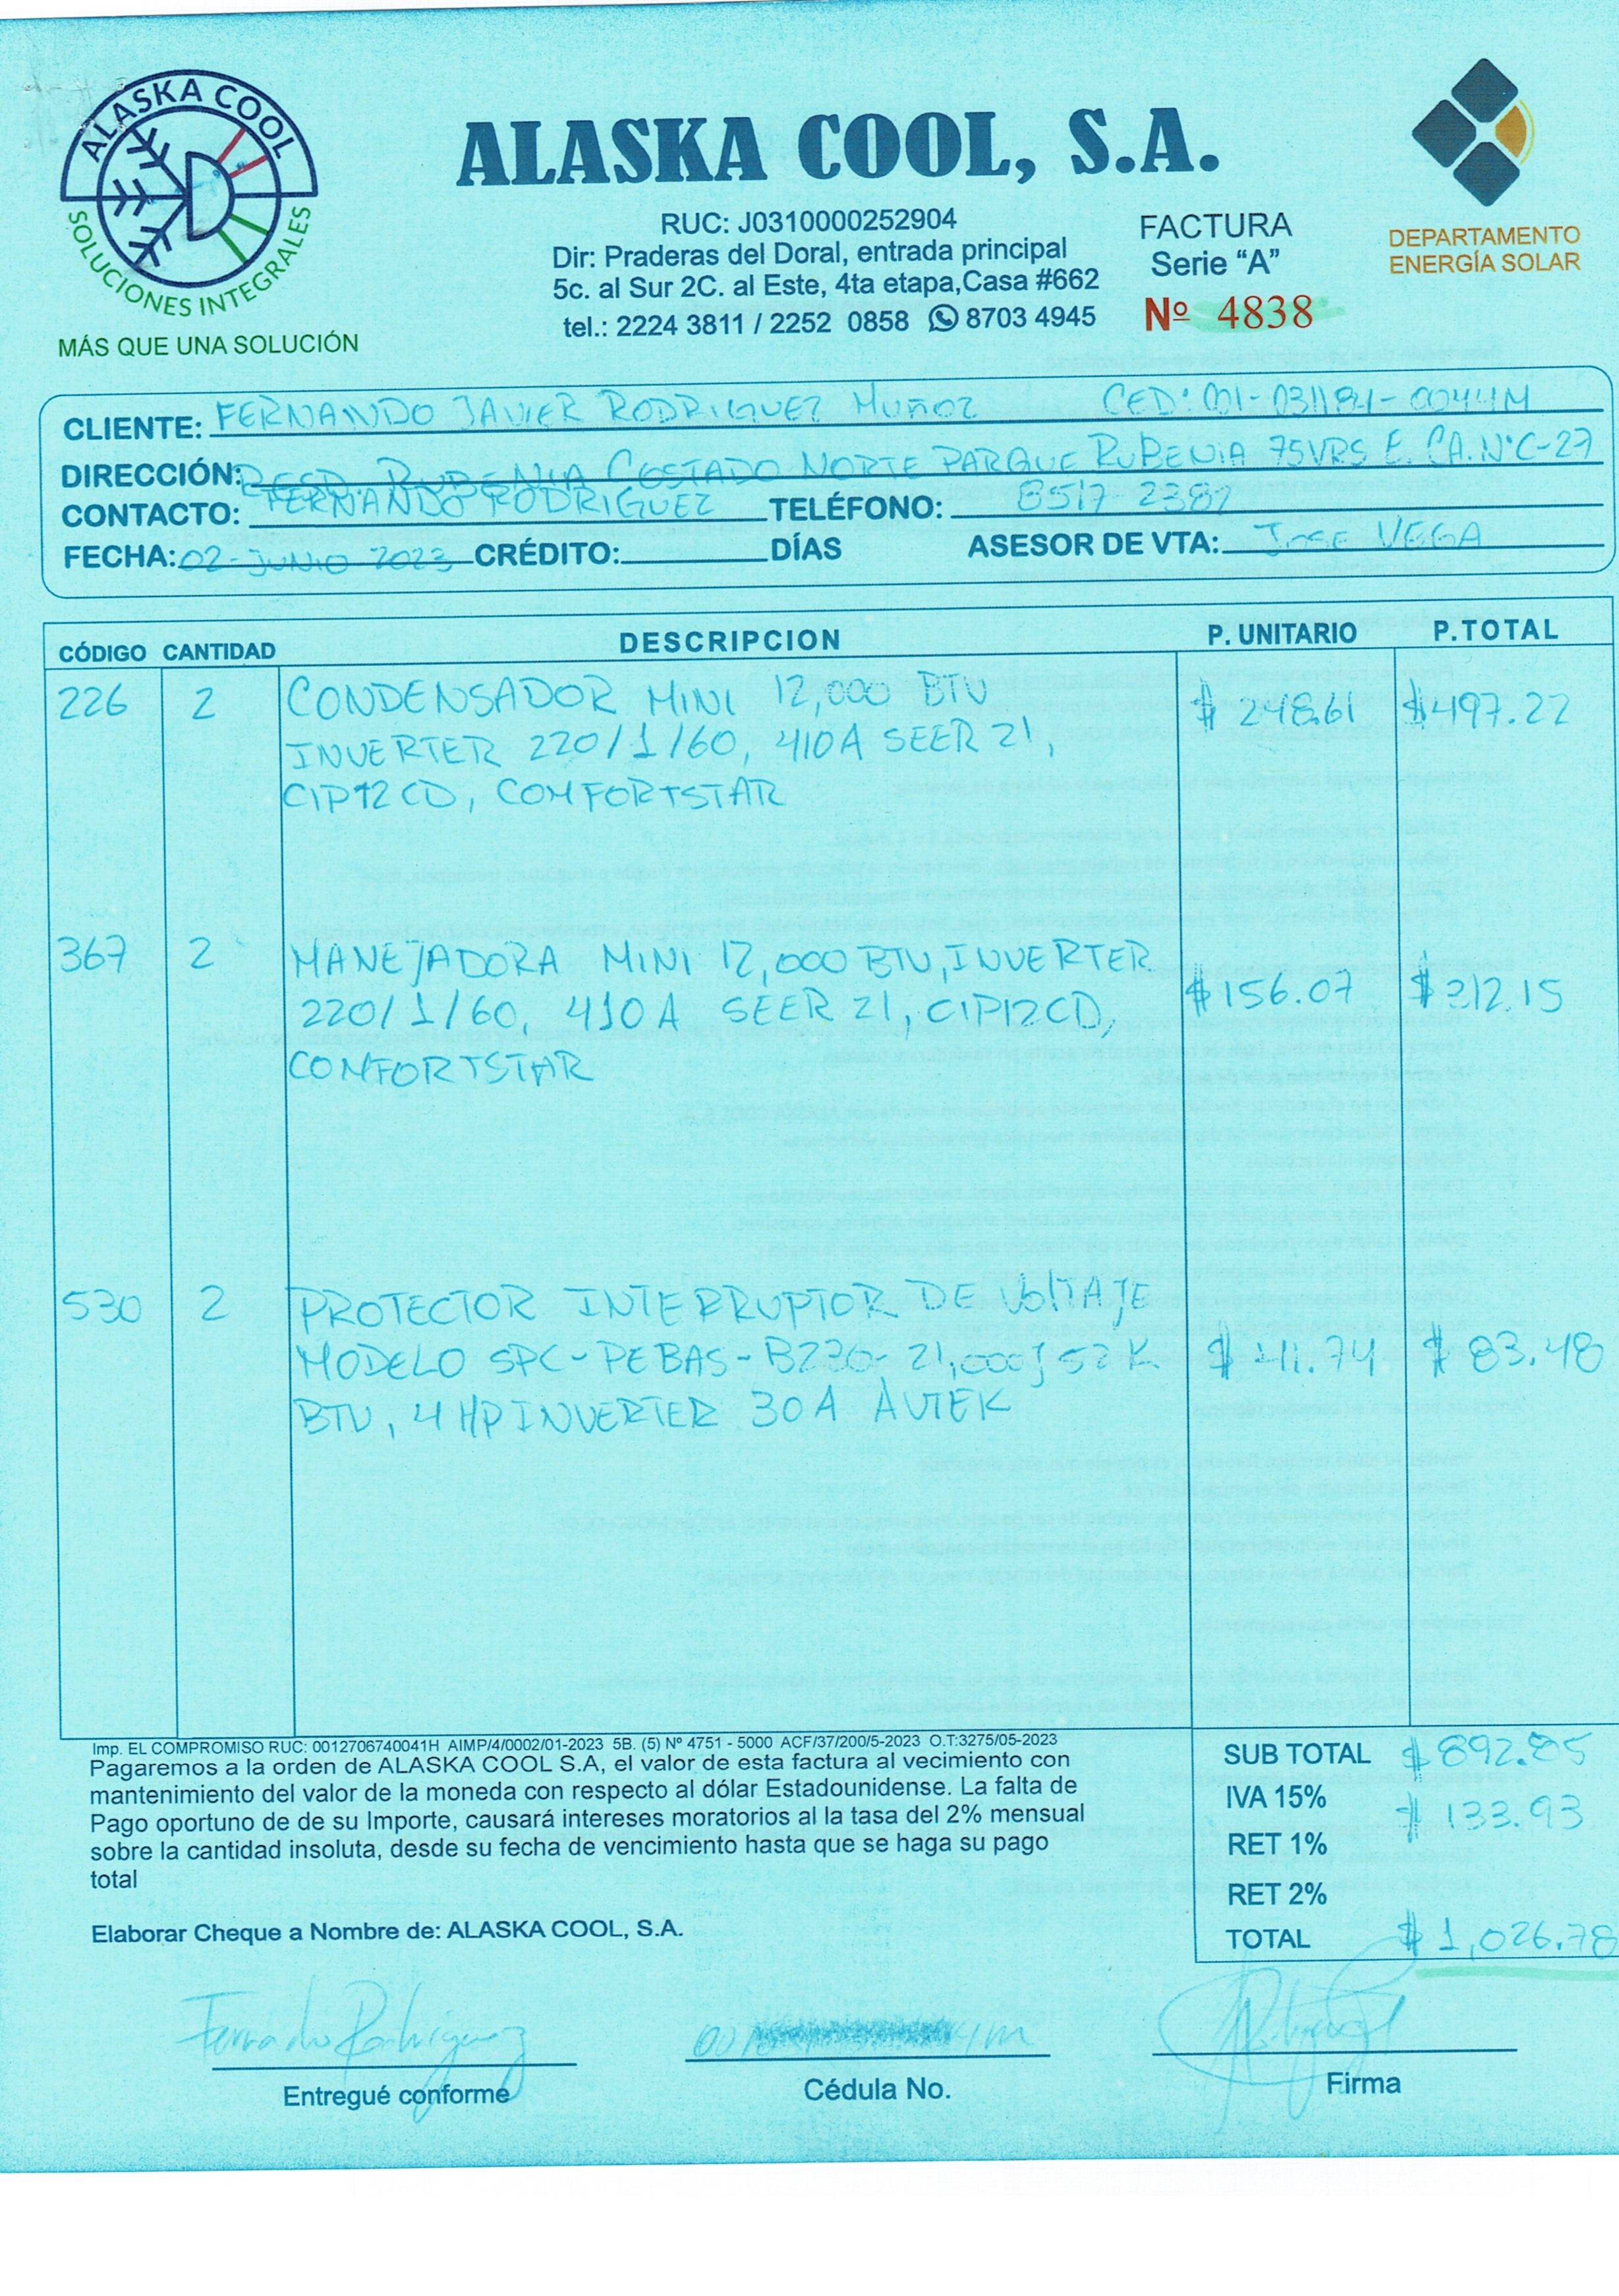 ALASKA COOL
SOLUCIONES INTEGRALES
MÁS QUE UNA SOLUCIÓN
ALASKA COOL, S.A.
RUC: J0310000252904
Dir: Praderas del Doral, entrada principal
5c. al Sur 2C. al Este, 4ta etapa,Casa #662
tel.: 2224 3811 / 2252 0858 8703 4945
FACTURA
Serie “A”
Nº 4838
DEPARTAMENTO
ENERGÍA SOLAR
CLIENTE: FERNANDO JAVIER RODRIGUEZ MUÑOZ CED: 001-031191-0044M
DIRECCIÓN: RESD. RUBENIA COSTADO NORTE PARQUE RUBENIA 75VRS E. CA. N°C-27
CONTACTO: FERNANDO RODRIGUEZ TELÉFONO: 8517 2387
FECHA: 02-JUNIO-2023 CRÉDITO: DÍAS ASESOR DE VTA: JOSE VEGA
CÓDIGO CANTIDAD DESCRIPCION P. UNITARIO P.TOTAL
226 2 CONDENSADOR MINI 12,000 BTU $ 248.61 $497.22
INVERTER 220/1/60, 410A SEER 21,
CIP12CD, COMFORTSTAR
367 2 MANEJADORA MINI 12,000 BTU, INVERTER
220/1/60, 410A SEER 21, CIP12CD, $156.07 $312.15
COMFORTSTAR
530 2 PROTECTOR INTERRUPTOR DE VOLTAJE
MODELO SPC-PEBAS-B220- 21,000 J 52 K $ 41.74 $ 83.48
BTU, 4 HP INVERTER 30A AVTEK
Imp. EL COMPROMISO RUC: 0012706740041H AIMP/4/0002/01-2023 5B. (5) Nº 4751 - 5000 ACF/37/200/5-2023 O.T:3275/05-2023
Pagaremos a la orden de ALASKA COOL S.A, el valor de esta factura al vecimiento con
mantenimiento del valor de la moneda con respecto al dólar Estadounidense. La falta de
Pago oportuno de de su Importe, causará intereses moratorios al la tasa del 2% mensual
sobre la cantidad insoluta, desde su fecha de vencimiento hasta que se haga su pago
total
Elaborar Cheque a Nombre de: ALASKA COOL, S.A.
SUB TOTAL $892.85
IVA 15% $ 133.93
RET 1%
RET 2%
TOTAL $1,026.78
Fernando Rodriguez
Entregué conforme
Cédula No.
Firma